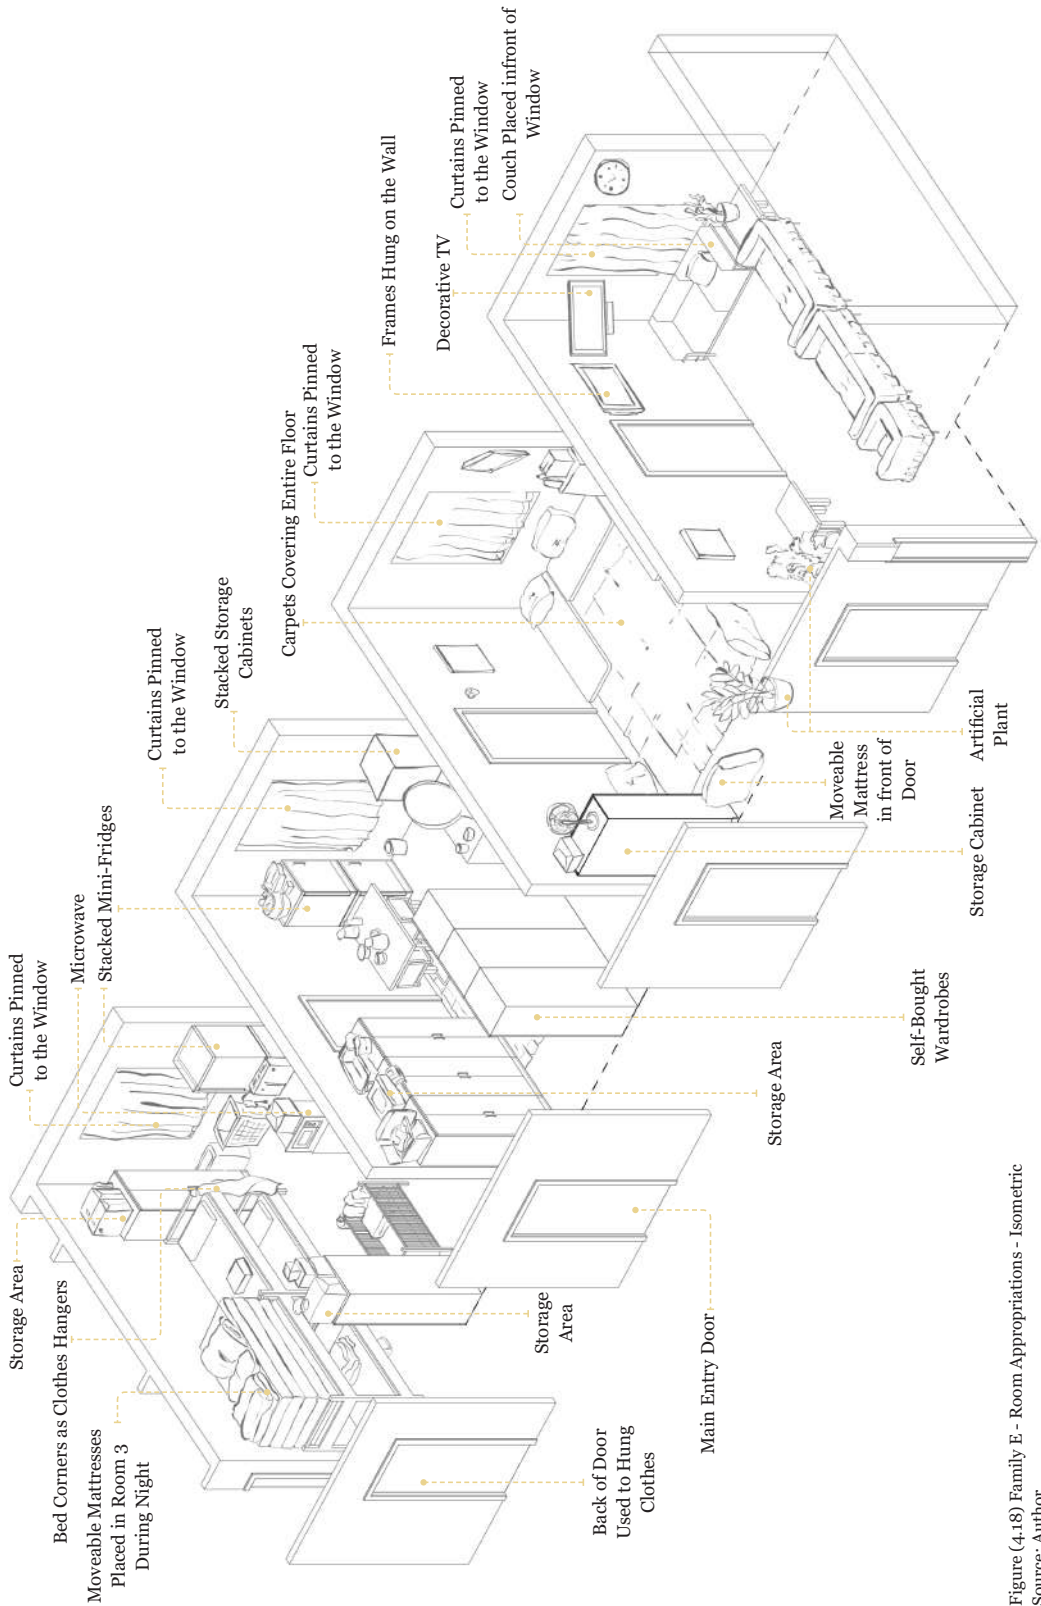 Storage Area
Bed Corners as Clothes Hangers
Moveable Mattresses
Placed in Room 3
During Night
Curtains Pinned
to the Window
Microwave
Stacked Mini-Fridges
Curtains Pinned
to the Window
Stacked Storage
Cabinets
Carpets Covering Entire Floor
Curtains Pinned
to the Window
Frames Hung on the Wall
Decorative TV
Curtains Pinned
to the Window
Couch Placed infront of
Window
Back of Door
Used to Hung
Clothes
Storage
Area
Main Entry Door
Storage Area
Self-Bought
Wardrobes
Storage Cabinet
Moveable
Mattress
in front of
Door
Artificial
Plant
Figure (4.18) Family E - Room Appropriations - Isometric
Source: Author